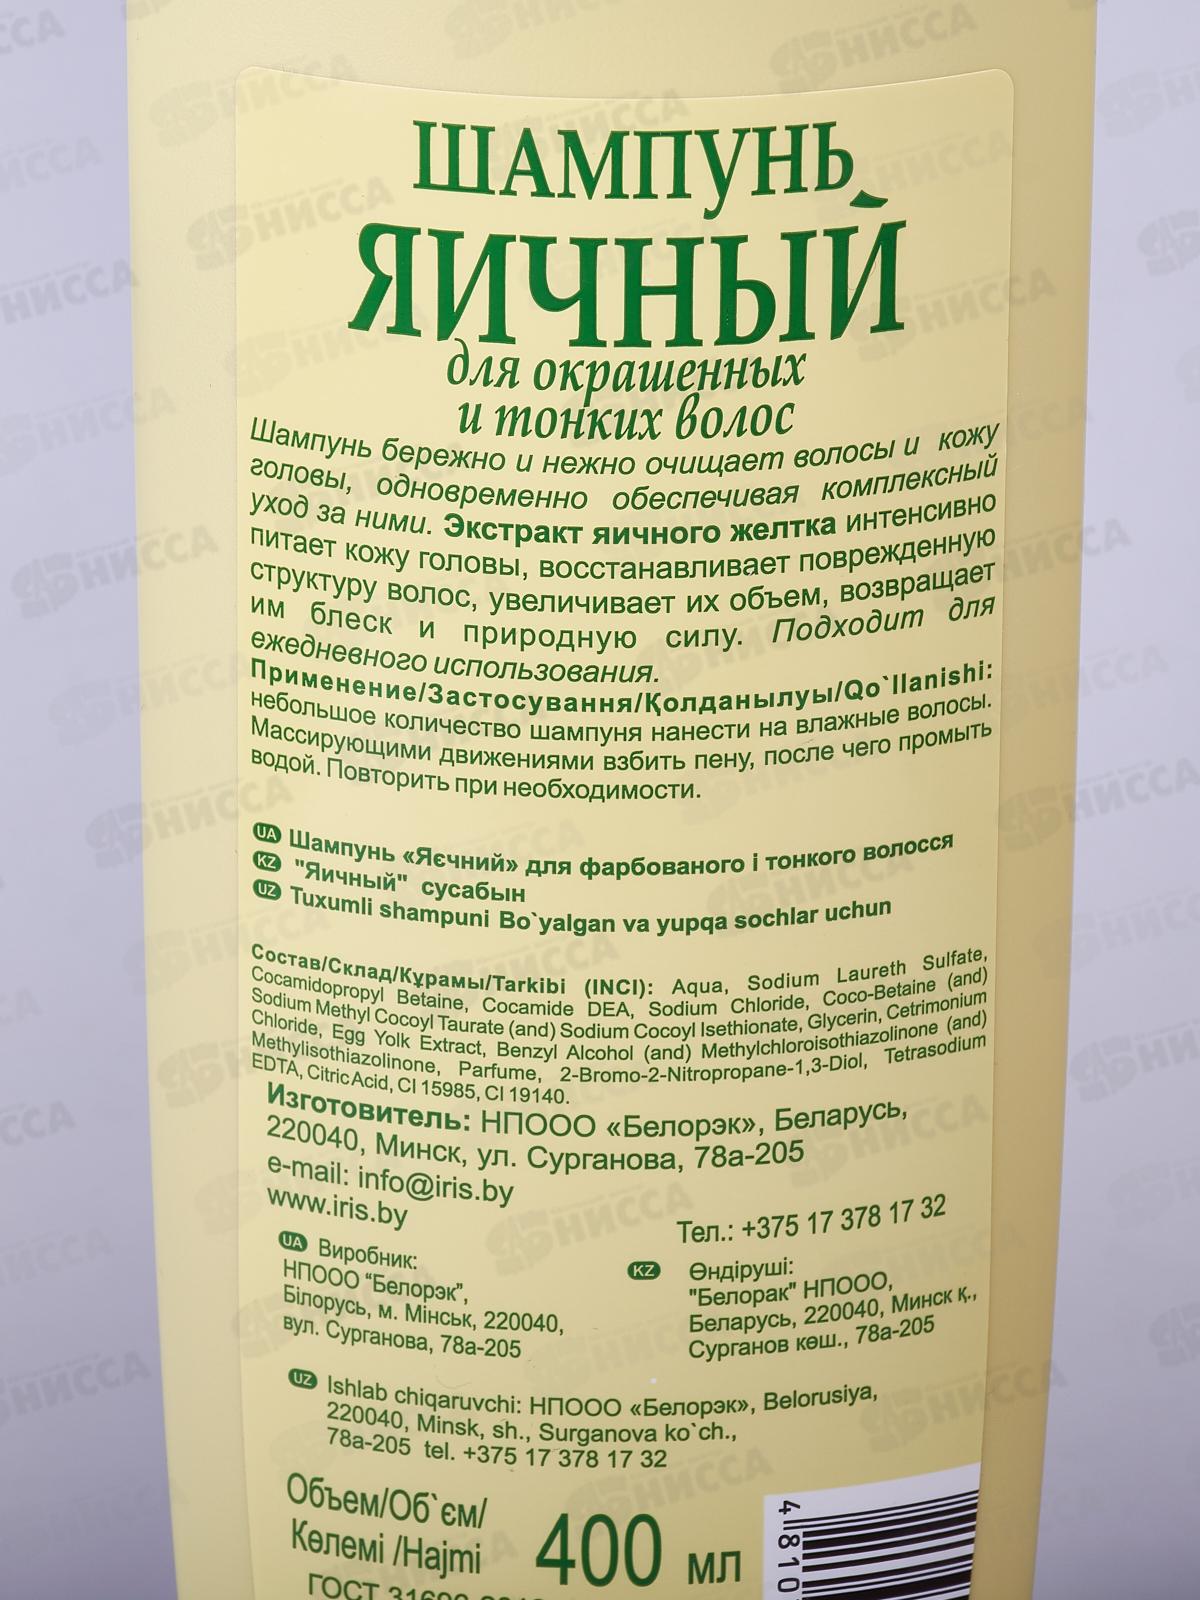 ШАМПУНЬ
ЯИЧНЫЙ
для окрашенных
и тонких волос
Шампунь бережно и нежно очищает волосы и кожу
головы, одновременно обеспечивая комплексный
уход за ними. Экстракт яичного желтка интенсивно
питает кожу головы, восстанавливает поврежденную
структуру волос, увеличивает их объем, возвращает
им блеск и природную силу. Подходит для
ежедневного использования.
Применение/Застосування/Қолданылуы/Qo`llanishi:
небольшое количество шампуня нанести на влажные волосы.
Массирующими движениями взбить пену, после чего промыть
водой. Повторить при необходимости.
UA Шампунь «Яєчний» для фарбованого і тонкого волосся
KZ "Яичный" сусабын
UZ Tuxumli shampuni Bo`yalgan va yupqa sochlar uchun
Состав/Склад/Құрамы/Tarkibi (INCI): Aqua, Sodium Laureth Sulfate,
Cocamidopropyl Betaine, Cocamide DEA, Sodium Chloride, Coco-Betaine (and)
Sodium Methyl Cocoyl Taurate (and) Sodium Cocoyl Isethionate, Glycerin, Cetrimonium
Chloride, Egg Yolk Extract, Benzyl Alcohol (and) Methylchloroisothiazolinone (and)
Methylisothiazolinone, Parfume, 2-Bromo-2-Nitropropane-1,3-Diol, Tetrasodium
EDTA, Citric Acid, CI 15985, CI 19140.
Изготовитель: НПООО «Белорэк», Беларусь,
220040, Минск, ул. Сурганова, 78а-205
e-mail: info@iris.by
www.iris.by
Тел.: +375 17 378 17 32
UA Виробник:
НПООО “Белорэк”,
Білорусь, м. Мінськ, 220040,
вул. Сурганова, 78а-205
KZ Өндіруші:
"Белорак" НПООО,
Беларусь, 220040, Минск қ.,
Сурганов көш., 78а-205
UZ Ishlab chiqaruvchi: НПООО «Белорэк», Belorusiya,
220040, Minsk, sh., Surganova ko`ch.,
78a-205 tel. +375 17 378 17 32
Объем/Об`єм/
Көлемі /Hajmi
400 мл
ГОСТ
4 810
НИССА